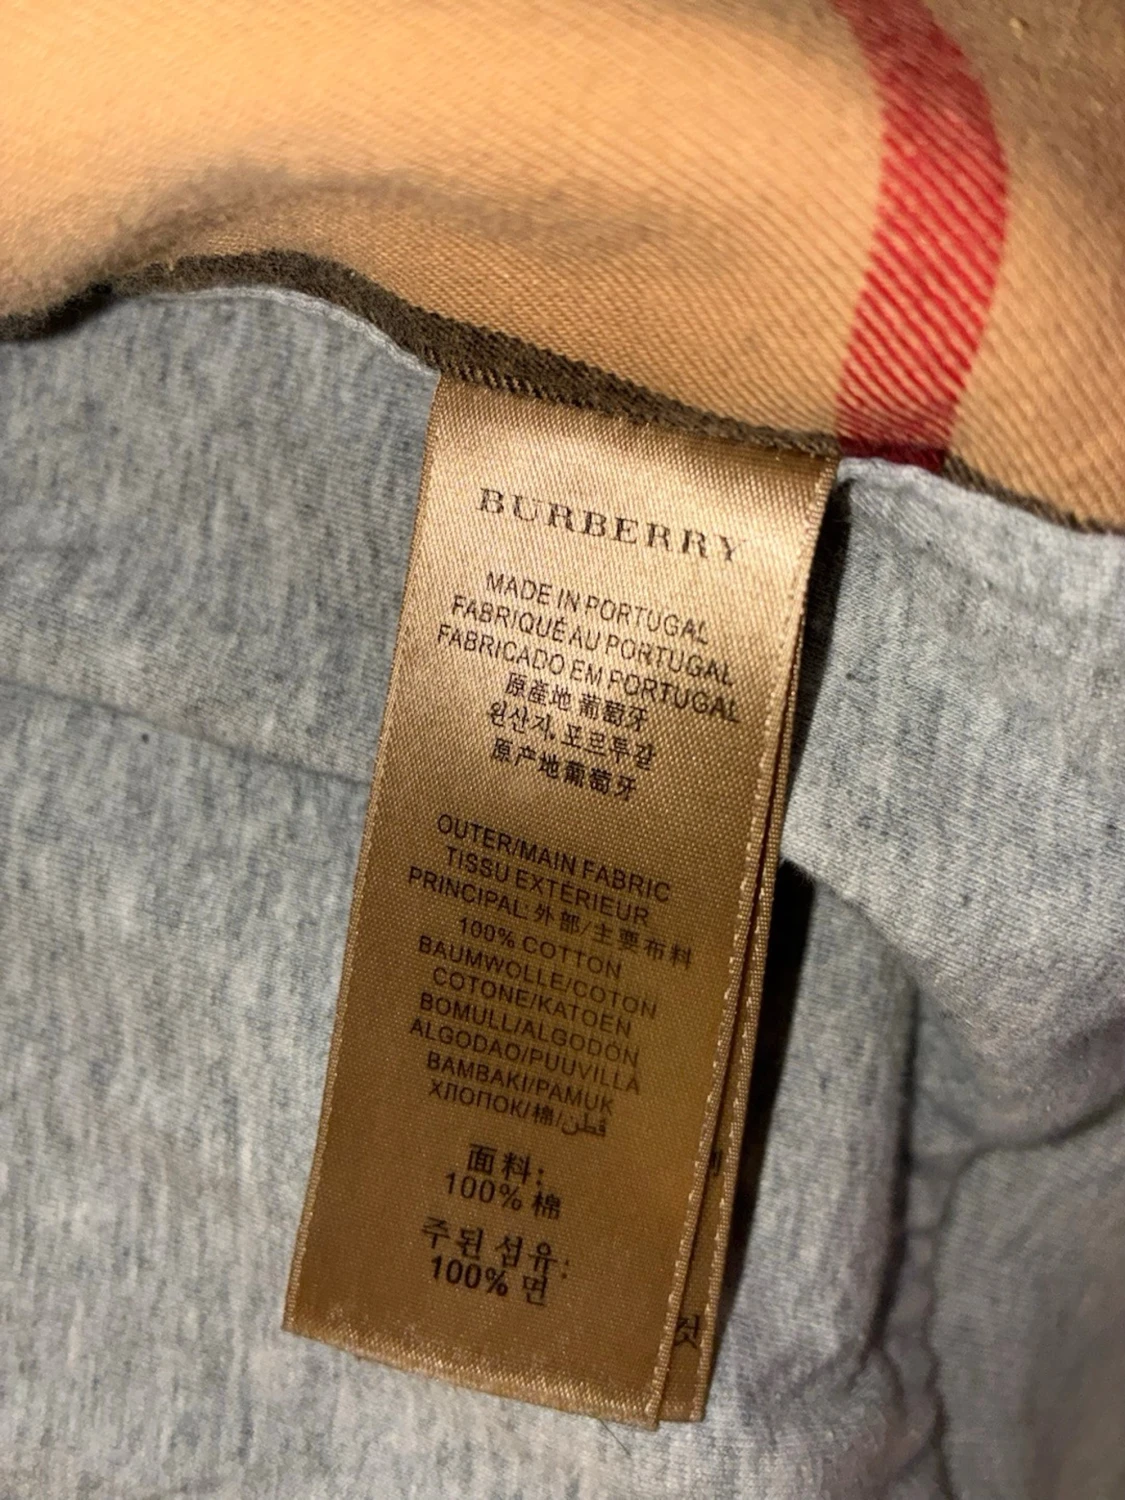 BURBERRY
MADE IN PORTUGAL
FABRIQUÉ AU PORTUGAL
FABRICADO EM PORTUGAL
原產地 葡萄牙
원산지, 포르투갈
原产地葡萄牙
OUTER/MAIN FABRIC
TISSU EXTÉRIEUR
PRINCIPAL 外部/主要布料
100% COTTON
BAUMWOLLE/COTON
COTONE/KATOEN
BOMULL/ALGODÓN
ALGODAO/PUUVILLA
BAMBAKI/PAMUK
ХЛОПОК/棉/قطن
面料:
100% 棉
주된 섬유:
100% 면
것